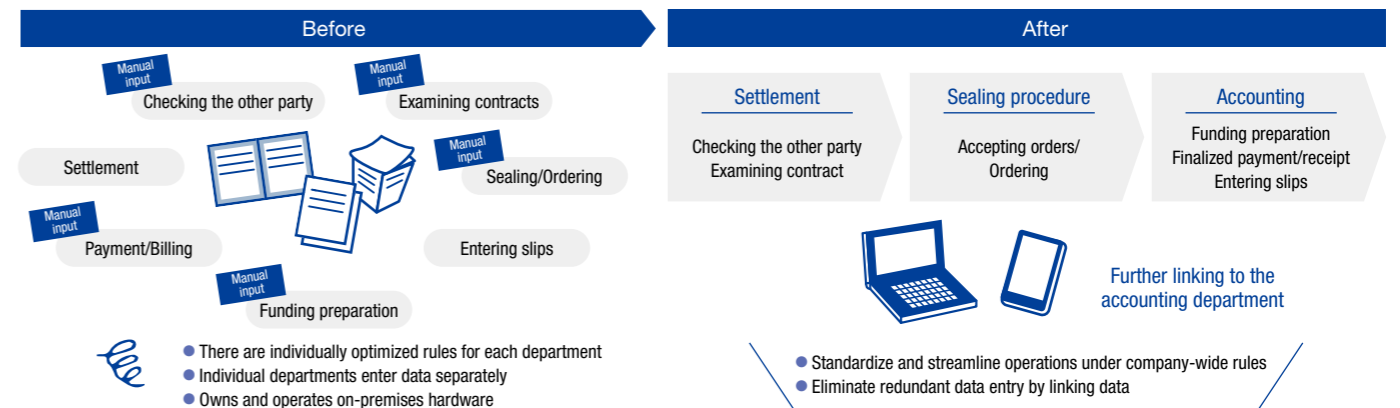 Before
Manual
input
Checking the other party
Manual
input
Examining contracts
Settlement
Manual
input
Sealing/Ordering
Manual
input
Payment/Billing
Entering slips
Manual
input
Funding preparation
There are individually optimized rules for each department
Individual departments enter data separately
Owns and operates on-premises hardware
After
Settlement
Checking the other party
Examining contract
Sealing procedure
Accepting orders/
Ordering
Accounting
Funding preparation
Finalized payment/receipt
Entering slips
Further linking to the
accounting department
Standardize and streamline operations under company-wide rules
Eliminate redundant data entry by linking data